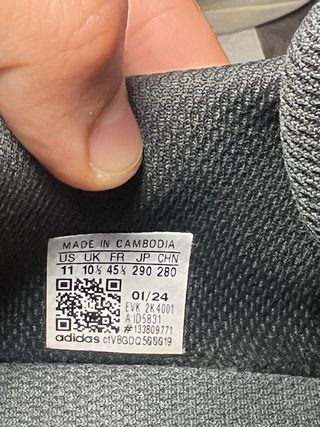 MADE IN CAMBODIA
US UK FR JP CHN
11 10½ 45⅓ 290 280
01/24
EVK 2K4001
A ID5831
#133809771
adidas ctVBGDQ500019